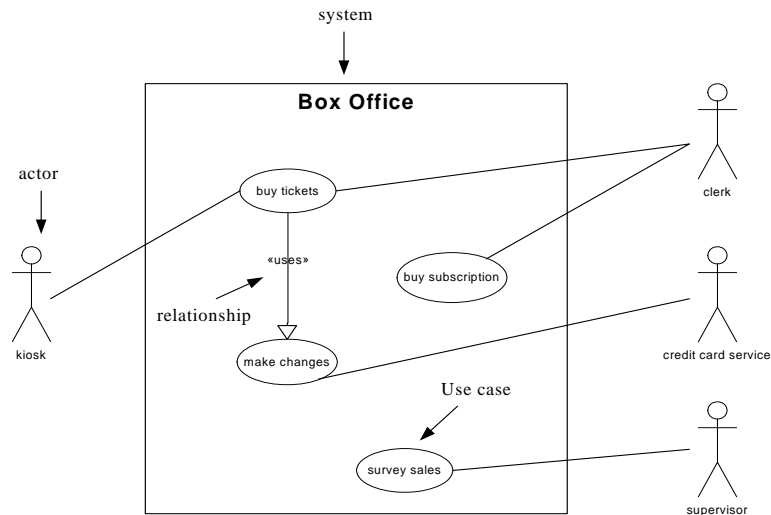 system
Box Office
actor
buy tickets
clerk
«uses»
buy subscription
relationship
kiosk
make changes
credit card service
Use case
survey sales
supervisor